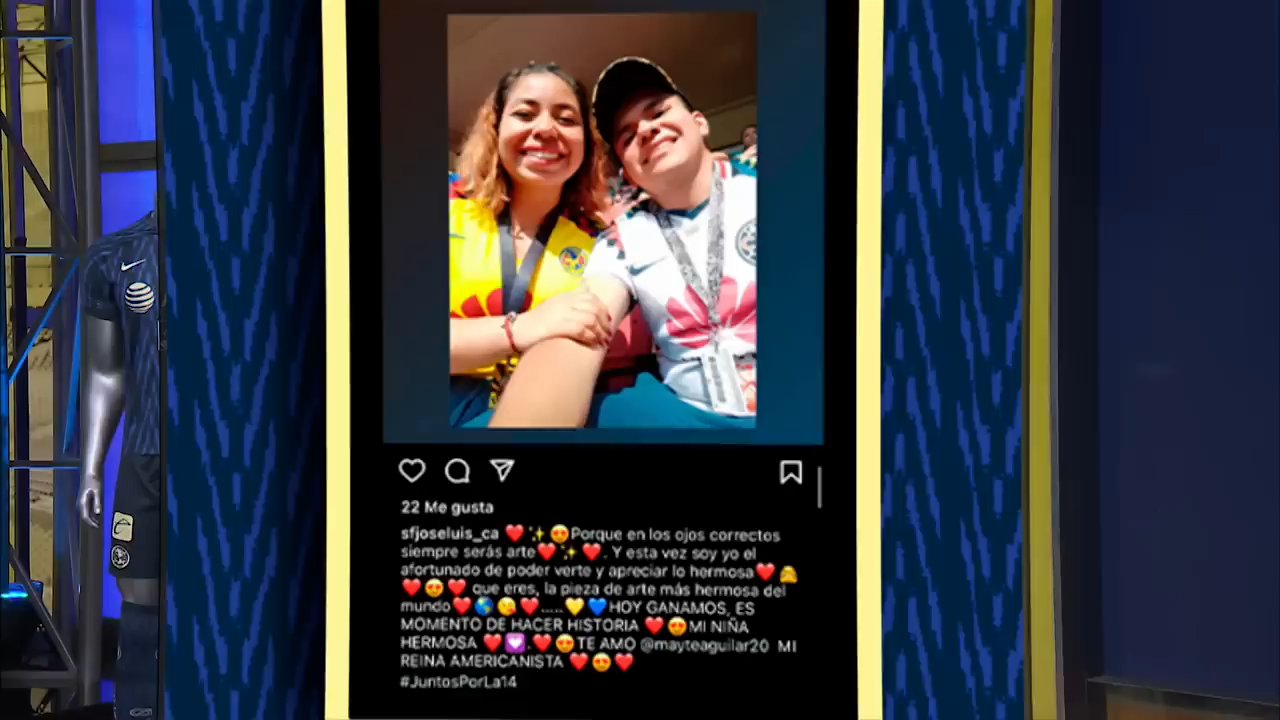 22 Me gusta
sfjoseluis_ca ❤️✨😍Porque en los ojos correctos
siempre serás arte❤️✨❤️. Y esta vez soy yo el
afortunado de poder verte y apreciar lo hermosa❤️🙈
❤️😍❤️ que eres, la pieza de arte más hermosa del
mundo❤️🌎😘❤️.....💛💙HOY GANAMOS, ES
MOMENTO DE HACER HISTORIA ❤️😍MI NIÑA
HERMOSA ❤️💟.❤️😍TE AMO @mayteaguilar20 MI
REINA AMERICANISTA ❤️😍❤️
#JuntosPorLa14